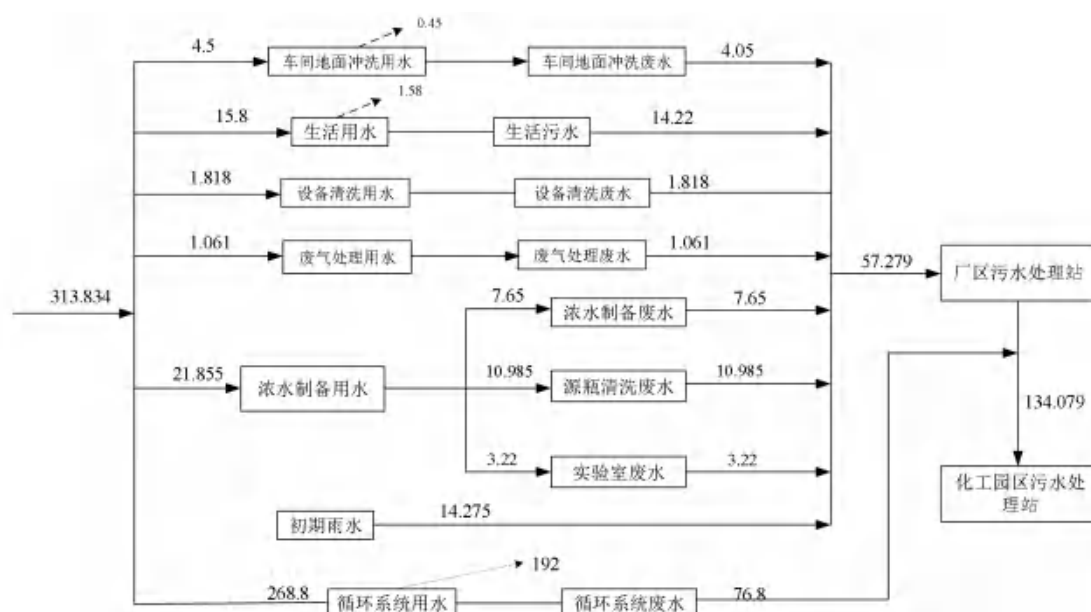 0.45
4.5
车间地面冲洗用水
车间地面冲洗废水
4.05
1.58
15.8
生活用水
生活污水
14.22
1.818
设备清洗用水
设备清洗废水
1.818
1.061
废气处理用水
废气处理废水
1.061
57.279
厂区污水处理站
313.834
7.65
浓水制备废水
7.65
21.855
浓水制备用水
10.985
源瓶清洗废水
10.985
134.079
3.22
实验室废水
3.22
化工园区污水处
理站
初期雨水
14.275
192
268.8
循环系统用水
循环系统废水
76.8